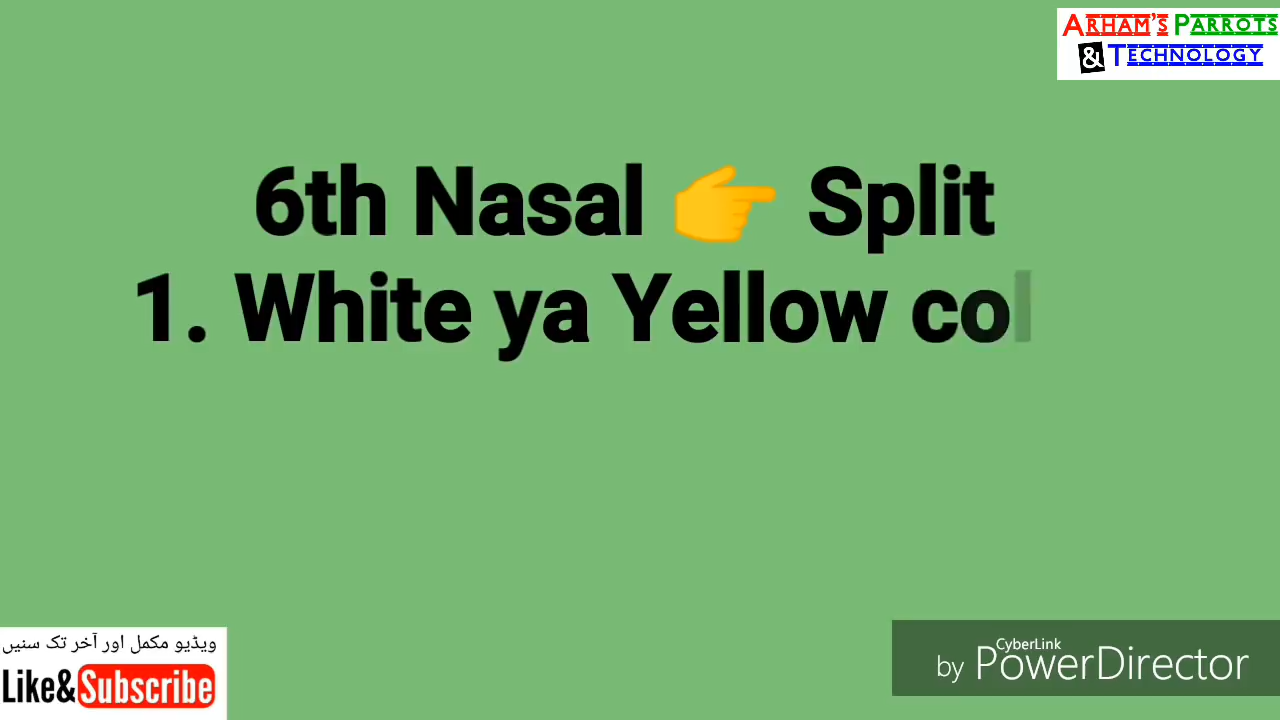 ARHAM'S PARROTS
& TECHNOLOGY
6th Nasal 👉 Split
1. White ya Yellow col
ویڈیو مکمل اور آخر تک سنیں
Like& Subscribe
CyberLink
by PowerDirector